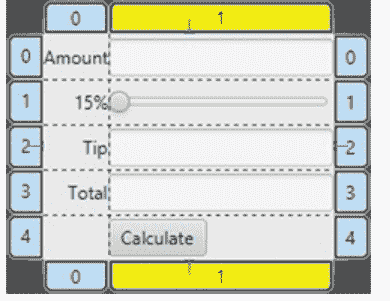 0 1
0 Amount 0
1 15% 1
2 Tip 2
3 Total 3
4 Calculate 4
0 1